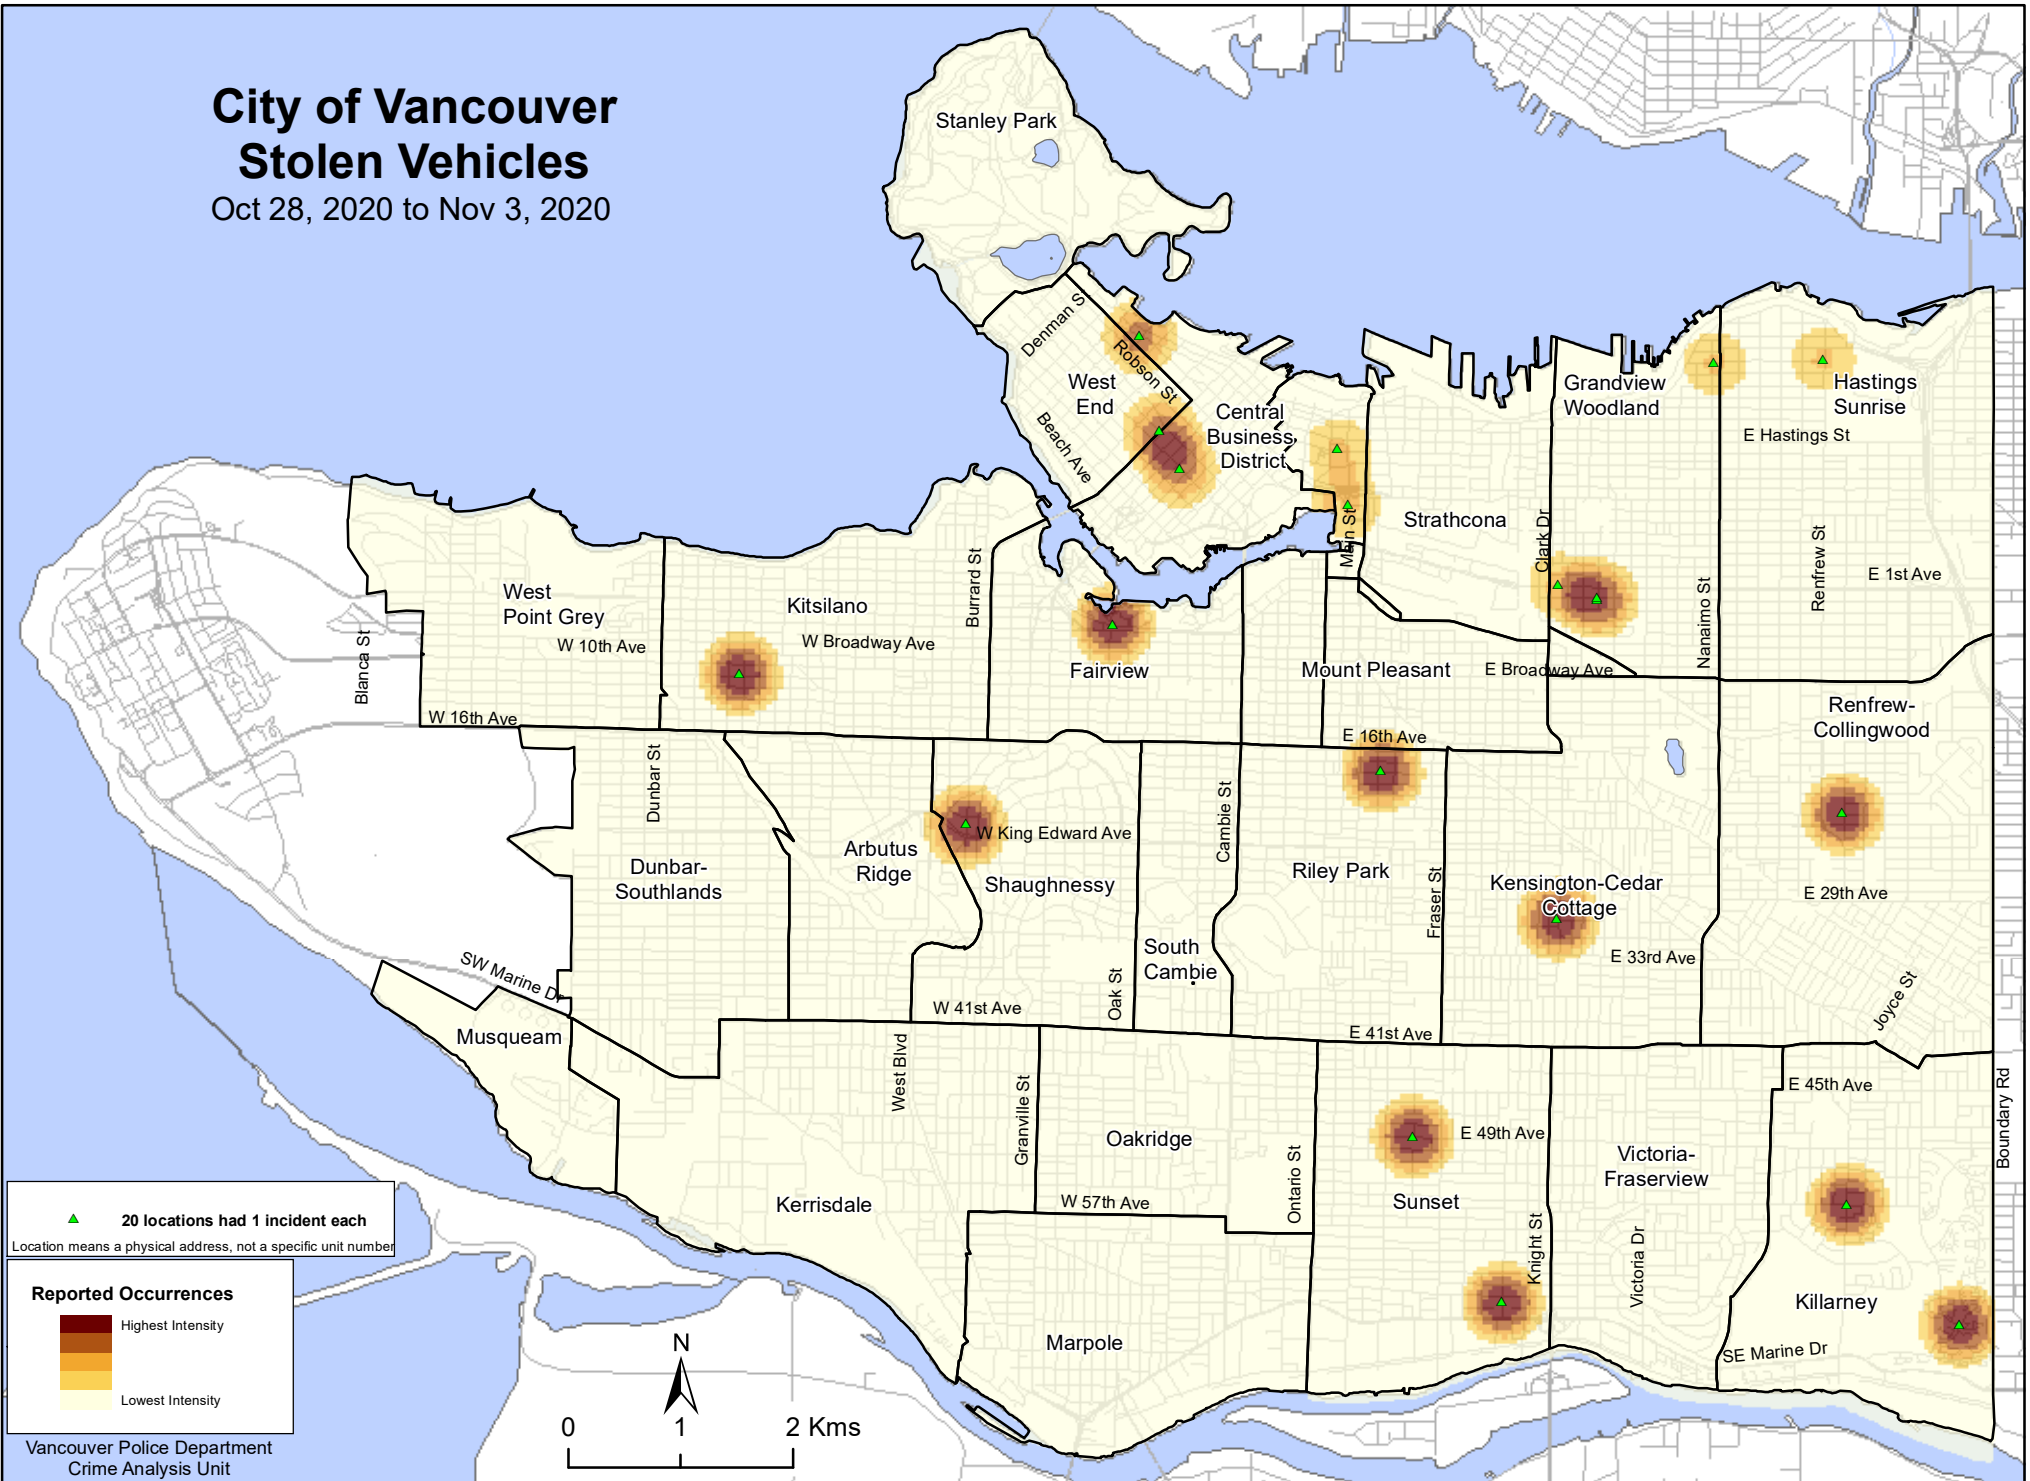 City of Vancouver
Stolen Vehicles
Oct 28, 2020 to Nov 3, 2020
Stanley Park
Denman S
Robson St
West
End
Beach Ave
Central
Business
District
Grandview
Woodland
Hastings
Sunrise
E Hastings St
Strathcona
Main St
Clark Dr
Renfrew St
E 1st Ave
Nanaimo St
West
Point Grey
Kitsilano
Burrard St
W 10th Ave
W Broadway Ave
Blanca St
Fairview
Mount Pleasant
E Broadway Ave
W 16th Ave
E 16th Ave
Renfrew-
Collingwood
Dunbar St
Cambie St
W King Edward Ave
Arbutus
Ridge
Dunbar-
Southlands
Shaughnessy
Riley Park
Fraser St
Kensington-Cedar
Cottage
E 29th Ave
South
Cambie
E 33rd Ave
SW Marine Dr
Oak St
Joyce St
W 41st Ave
E 41st Ave
Musqueam
West Blvd
Granville St
E 45th Ave
Boundary Rd
Oakridge
E 49th Ave
Ontario St
Victoria-
Fraserview
Kerrisdale
W 57th Ave
Sunset
Knight St
Victoria Dr
Killarney
Marpole
SE Marine Dr
20 locations had 1 incident each
Location means a physical address, not a specific unit number
Reported Occurrences
Highest Intensity
Lowest Intensity
N
0 1 2 Kms
Vancouver Police Department
Crime Analysis Unit